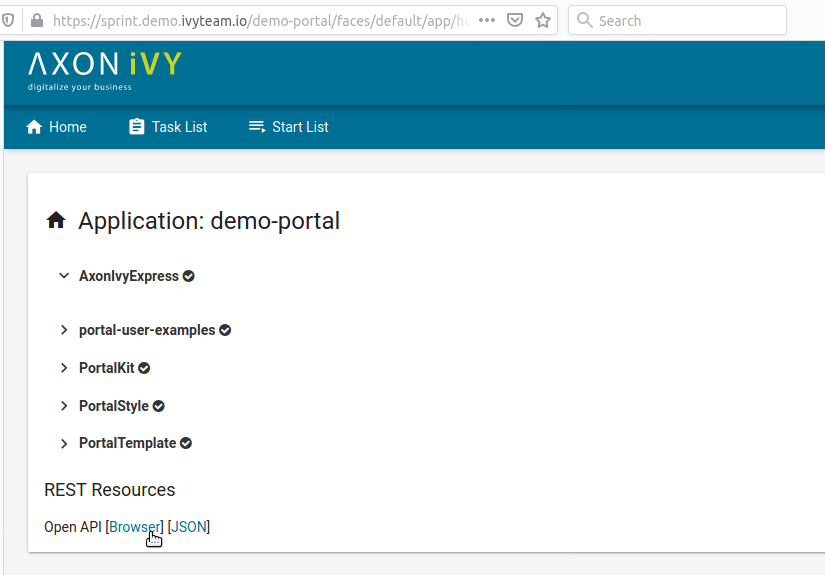 https://sprint.demo.ivyteam.io/demo-portal/faces/default/app/h
Search
AXON iVY
digitalize your business
Home Task List Start List
Application: demo-portal
AxonIvyExpress
portal-user-examples
PortalKit
PortalStyle
PortalTemplate
REST Resources
Open API [Browser] [JSON]